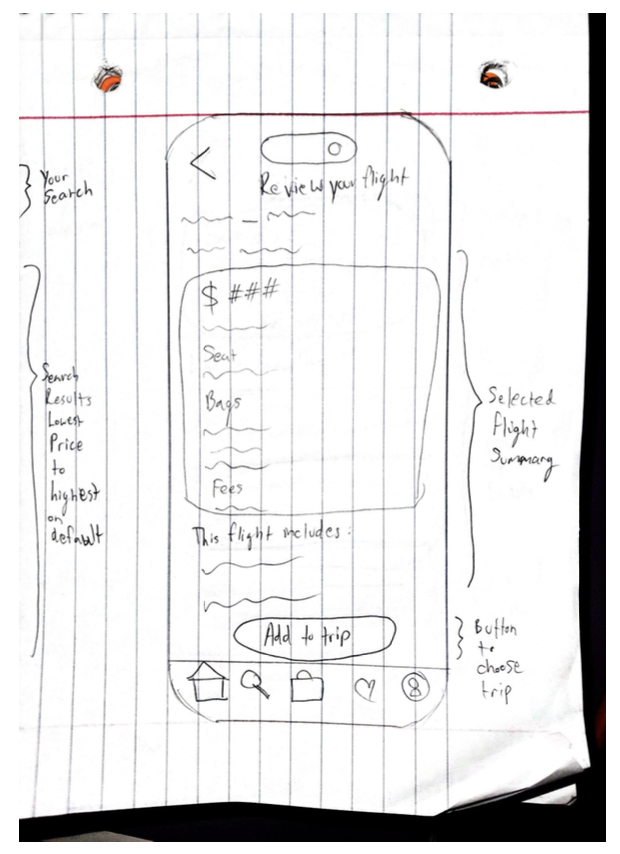 Your
Search
Search
Results
Lowest
Price
to
highest
on
default
Review your flight
$ ###
Seat
Bags
Fees
This flight includes:
Add to trip
Selected
flight
Summary
Button
to
choose
trip